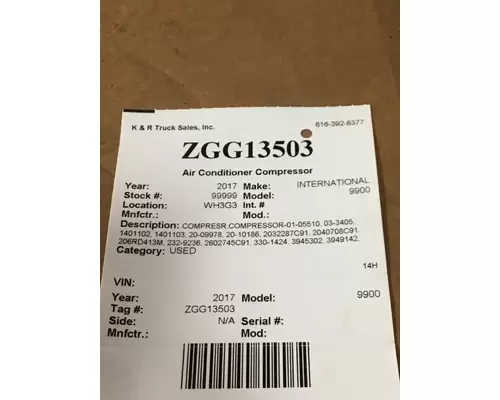 K & R Truck Sales, Inc. 616-392-8377
ZGG13503
Air Conditioner Compressor
Year: 2017 Make: INTERNATIONAL
Stock #: 99999 Model: 9900
Location: WH3G3 Int. #
Mnfctr.: Mod.:
Description: COMPRESR,COMPRESSOR-01-05510, 03-3405,
1401102, 1401103, 20-09978, 20-10186, 2032287C91, 2040708C91,
206RD413M, 232-9236, 2602745C91, 330-1424, 3945302, 3949142,
Category: USED
14H
VIN:
Year: 2017 Model: 9900
Tag #: ZGG13503
Side: N/A Serial #:
Mnfctr.: Mod: